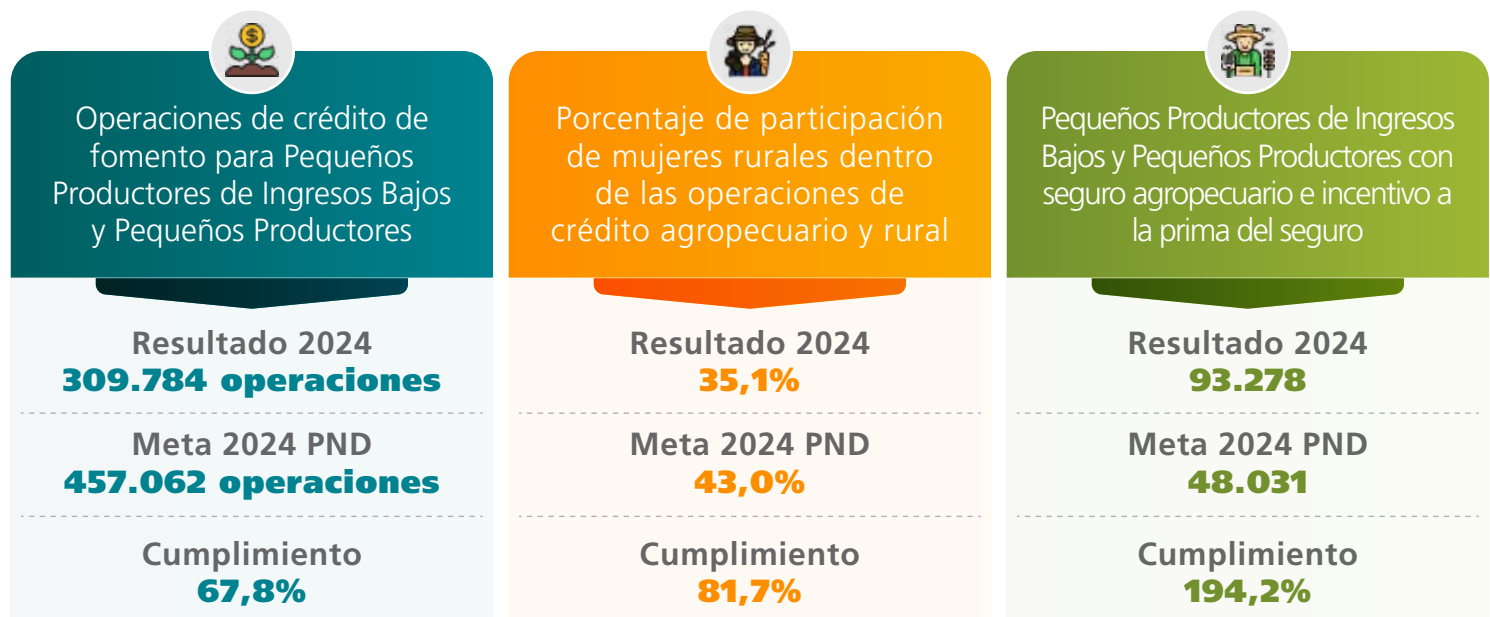 Operaciones de crédito de
fomento para Pequeños
Productores de Ingresos Bajos
y Pequeños Productores
Resultado 2024
309.784 operaciones
Meta 2024 PND
457.062 operaciones
Cumplimiento
67,8%
Porcentaje de participación
de mujeres rurales dentro
de las operaciones de
crédito agropecuario y rural
Resultado 2024
35,1%
Meta 2024 PND
43,0%
Cumplimiento
81,7%
Pequeños Productores de Ingresos
Bajos y Pequeños Productores con
seguro agropecuario e incentivo a
la prima del seguro
Resultado 2024
93.278
Meta 2024 PND
48.031
Cumplimiento
194,2%